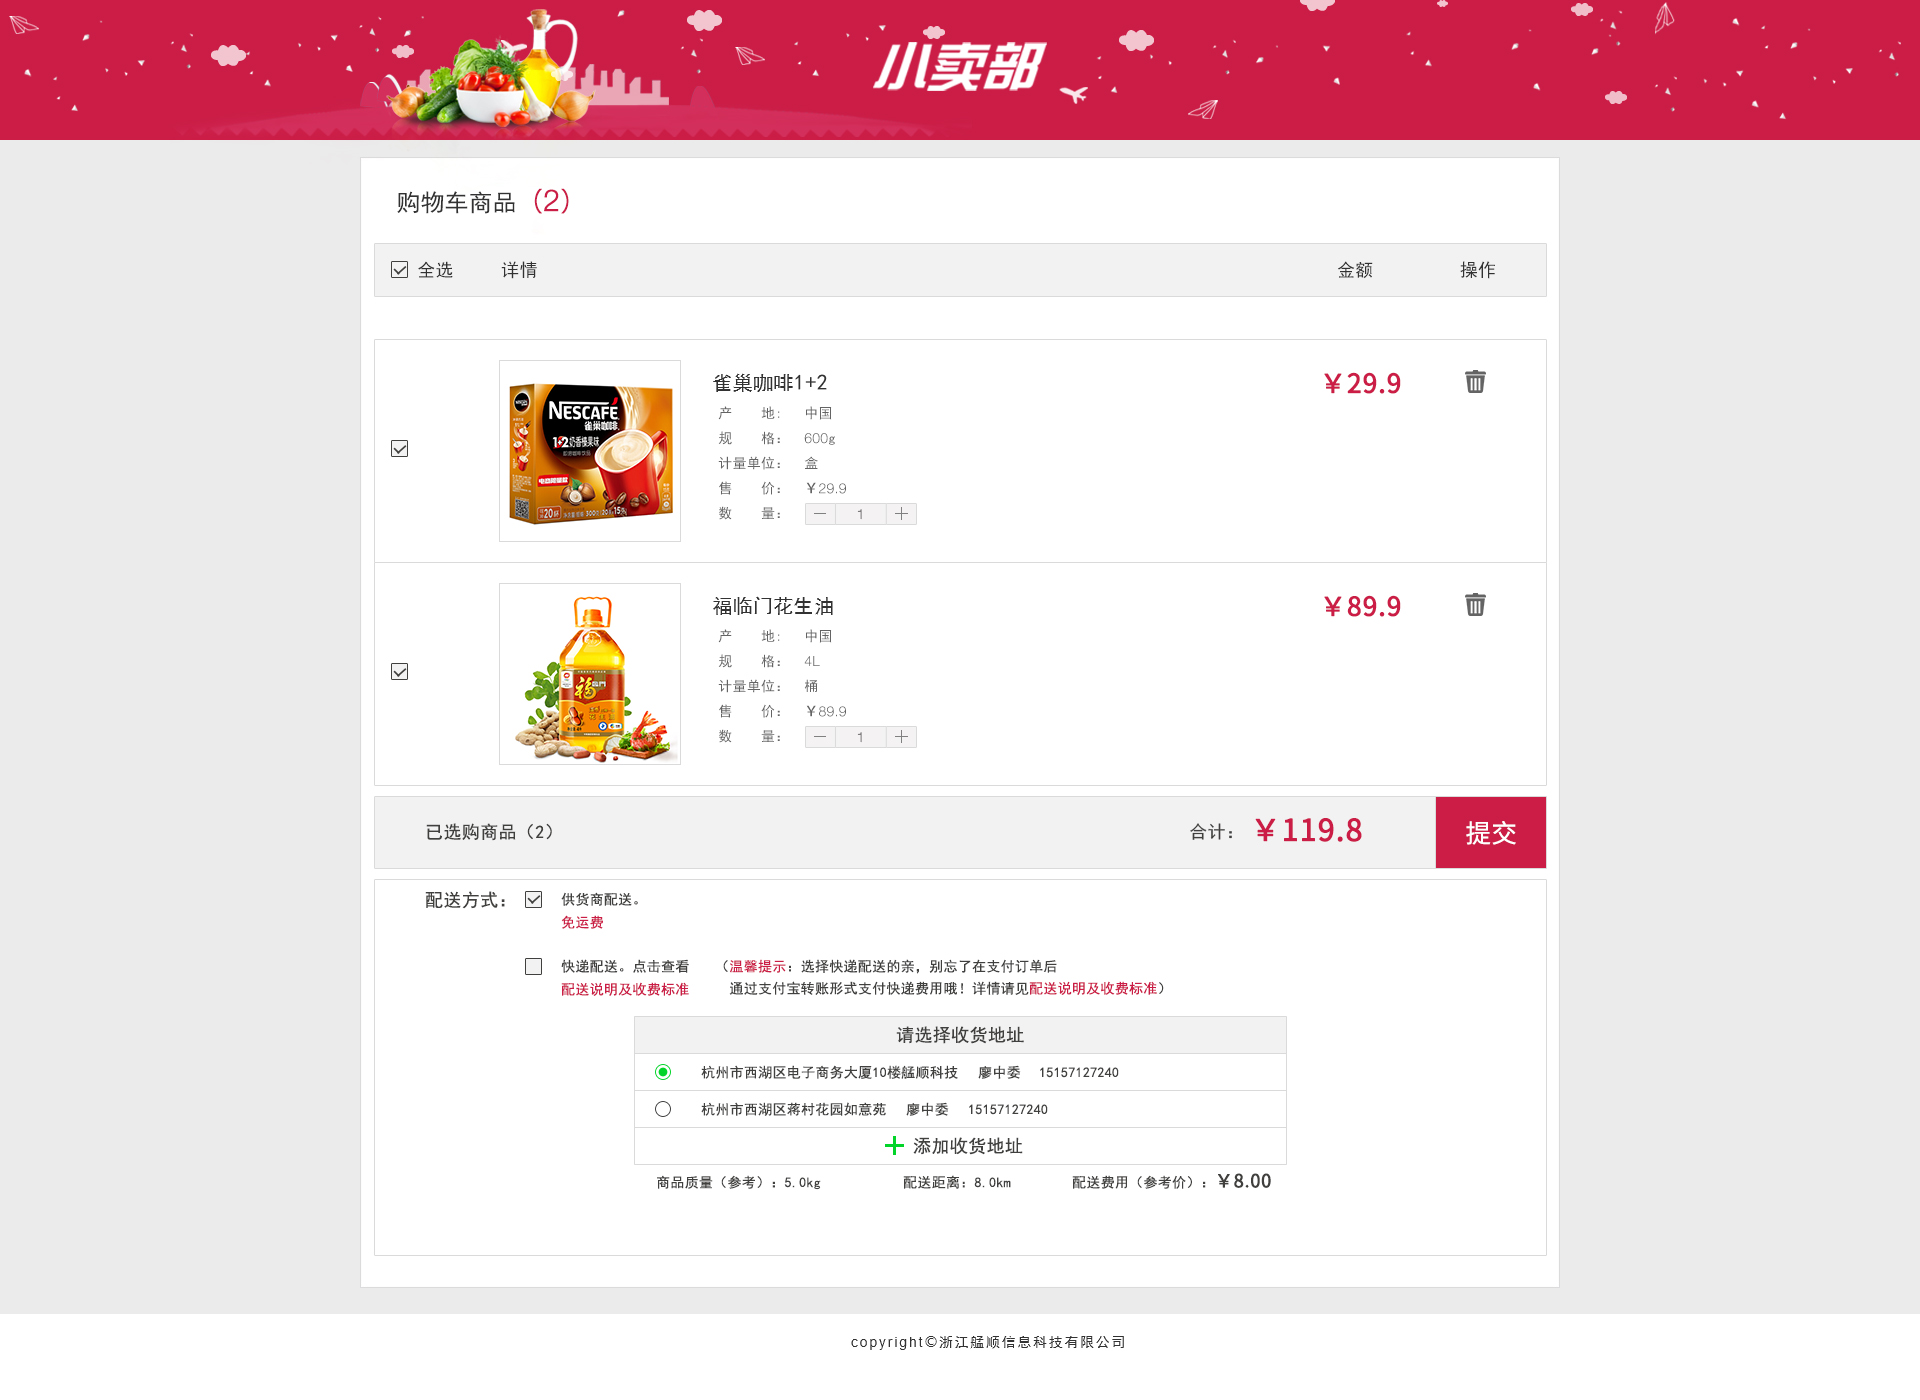 小卖部
购物车商品（2）
全选 详情 金额 操作
雀巢咖啡1+2 ￥29.9
NESCAFÉ
雀巢咖啡
1+2奶香榛果味
产 地： 中国
规 格： 600g
计量单位： 盒
售 价： ￥29.9
数 量： － 1 ＋
福临门花生油 ￥89.9
福
产 地： 中国
规 格： 4L
计量单位： 桶
售 价： ￥89.9
数 量： － 1 ＋
已选购商品（2） 合计： ￥119.8 提交
配送方式： 供货商配送。
免运费
快递配送。点击查看 （温馨提示：选择快递配送的亲，别忘了在支付订单后
配送说明及收费标准 通过支付宝转账形式支付快递费用哦！详情请见配送说明及收费标准）
请选择收货地址
杭州市西湖区电子商务大厦10楼艋顺科技 廖中委 15157127240
杭州市西湖区蒋村花园如意苑 廖中委 15157127240
＋ 添加收货地址
商品质量（参考）：5.0kg 配送距离：8.0km 配送费用（参考价）：￥8.00
copyright©浙江艋顺信息科技有限公司